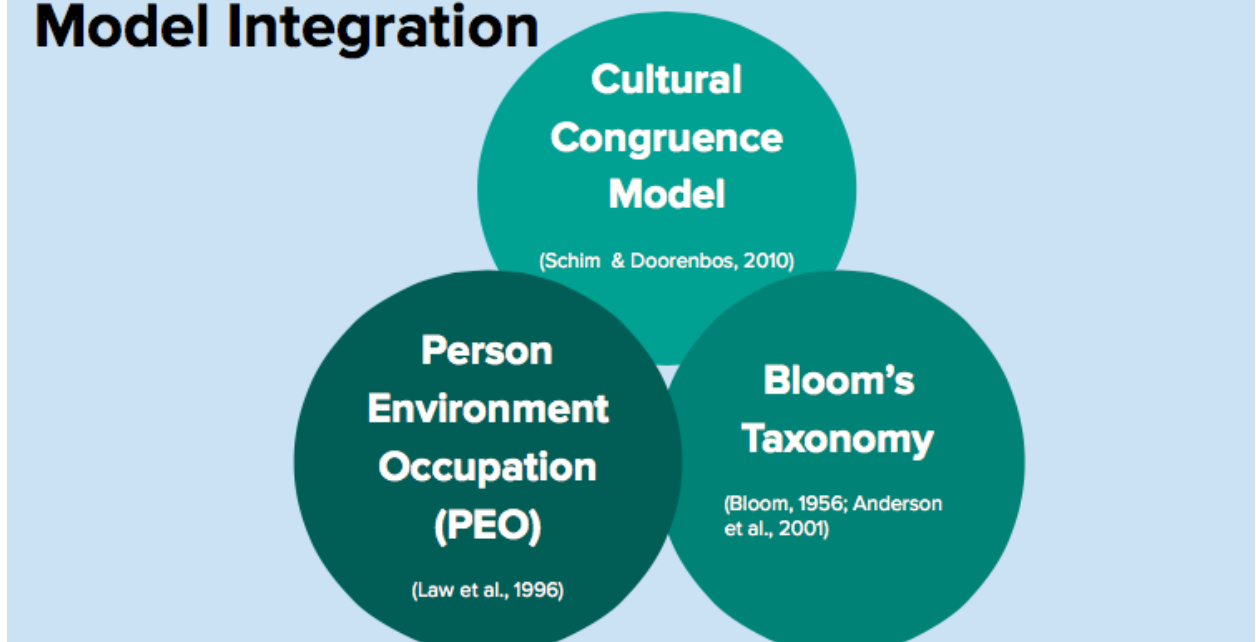 Model Integration
Cultural
Congruence
Model
(Schim & Doorenbos, 2010)
Person
Environment
Occupation
(PEO)
(Law et al., 1996)
Bloom’s
Taxonomy
(Bloom, 1956; Anderson
et al., 2001)